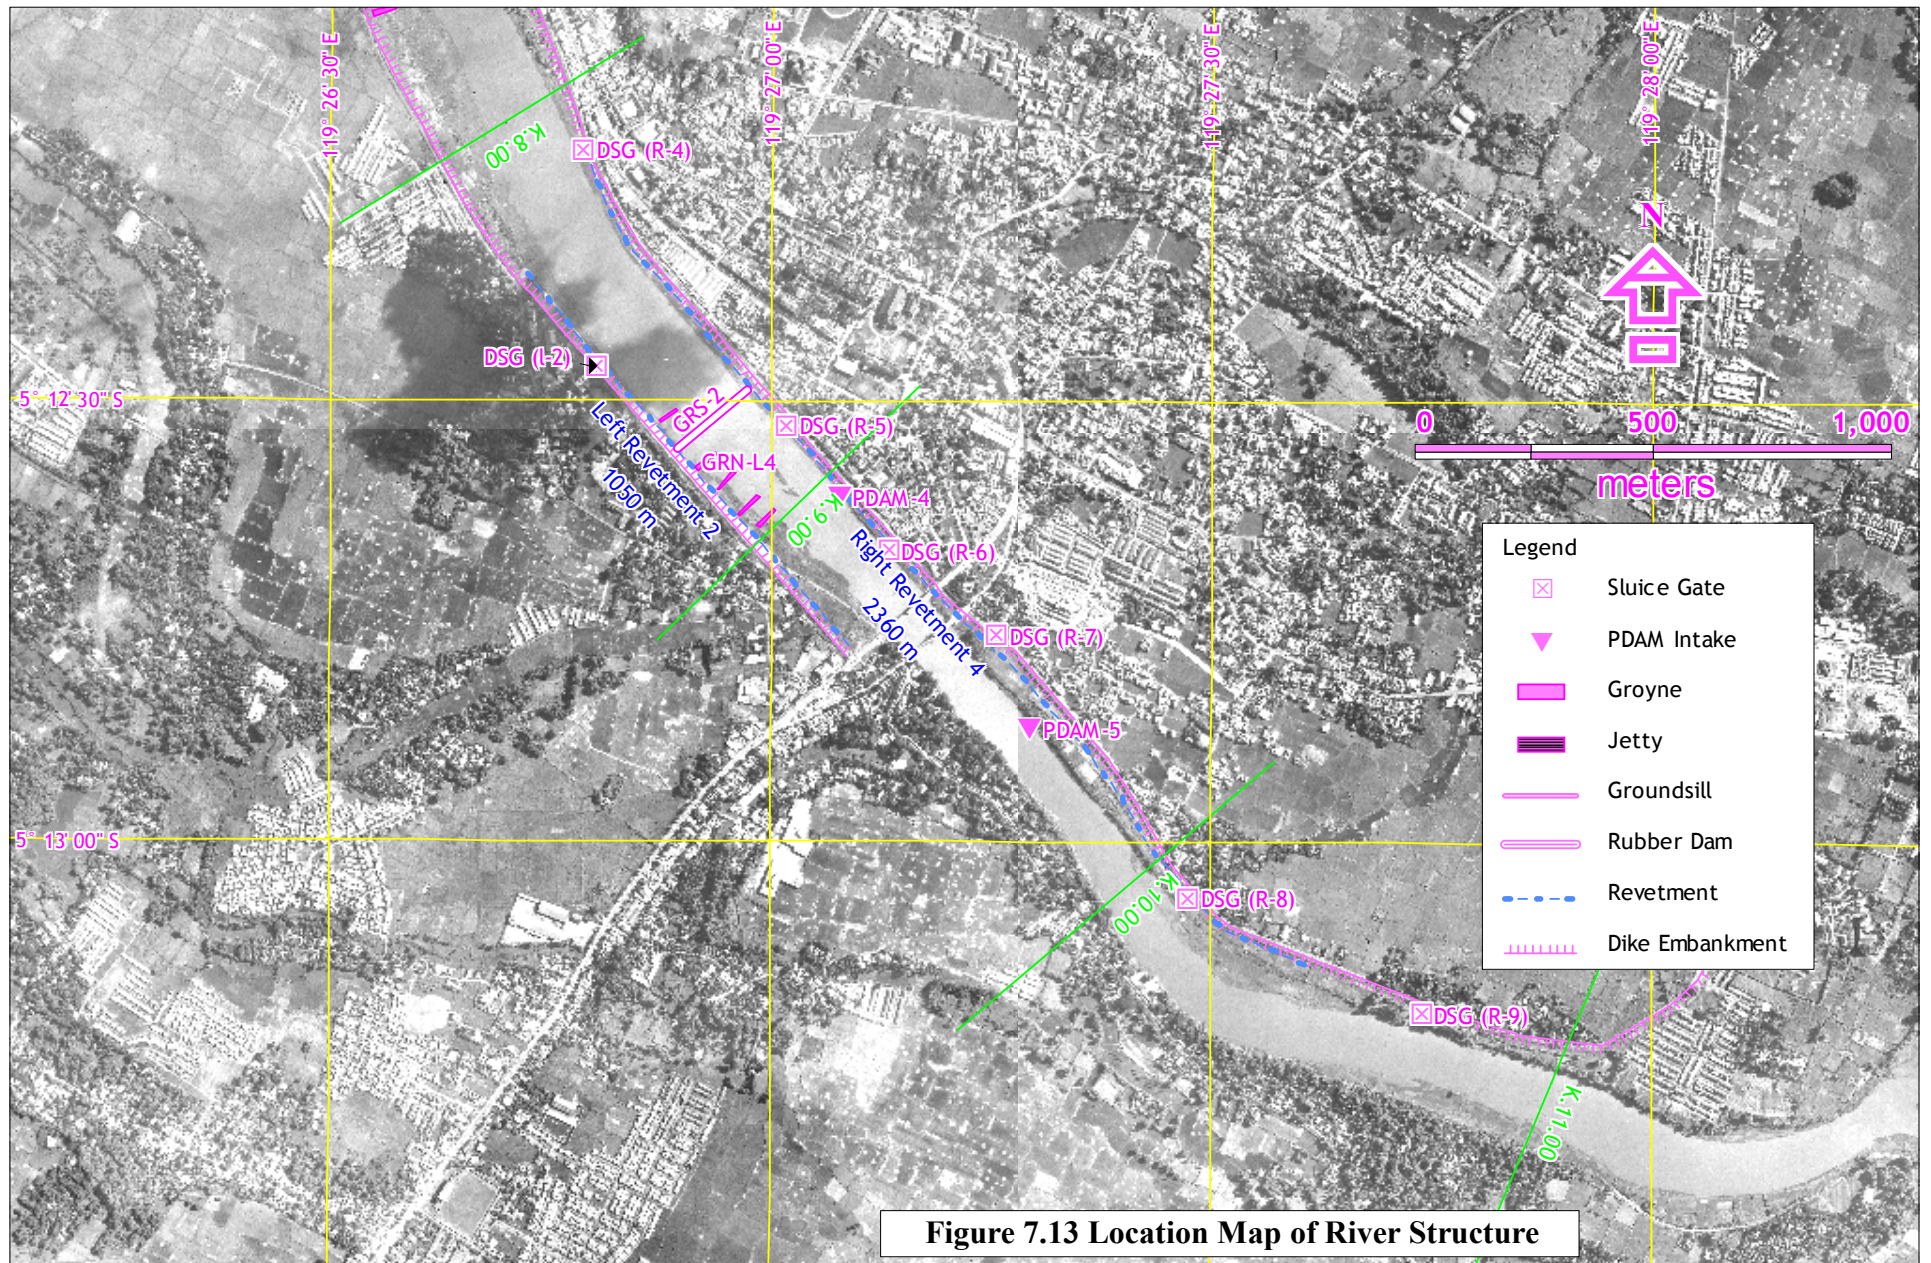 119° 26' 30" E
119° 27' 00" E
119° 27' 30" E
119° 28' 00" E
K.8.00
DSG (R-4)
N
DSG (l-2)
5° 12' 30" S
GRS-2
DSG (R-5)
0 500 1,000
meters
Left Revetment 2
1050 m
GRN-L4
PDAM-4
K.9.00
DSG (R-6)
Right Revetment 4
2360 m
DSG (R-7)
PDAM-5
5° 13' 00" S
K.10.00
DSG (R-8)
DSG (R-9)
K.11.00
Legend
Sluice Gate
PDAM Intake
Groyne
Jetty
Groundsill
Rubber Dam
Revetment
Dike Embankment
Figure 7.13 Location Map of River Structure